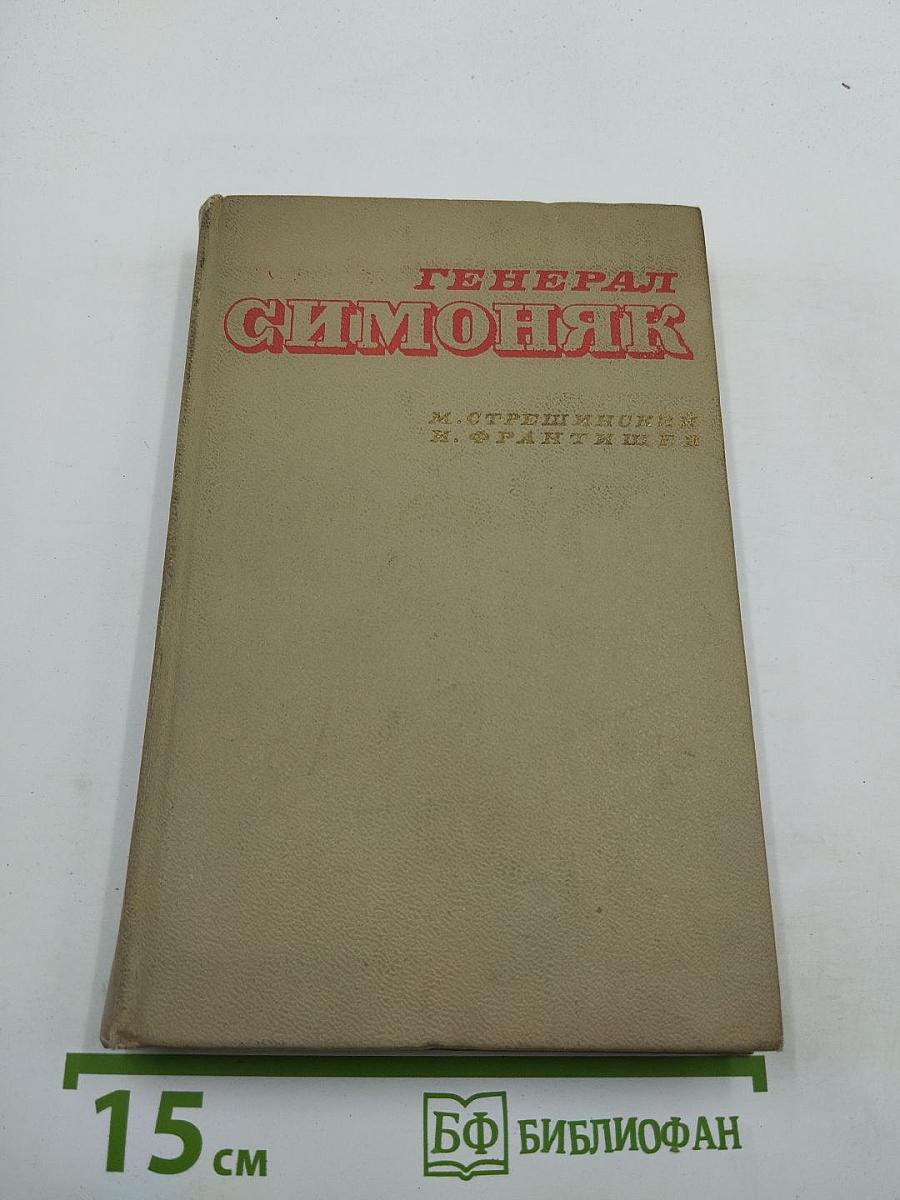 ГЕНЕРАЛ
СИМОНЯК
М. СТРЕШИНСКИЙ
И. ФРАНТИШЕВ
15 см
БФ БИБЛИОФАН